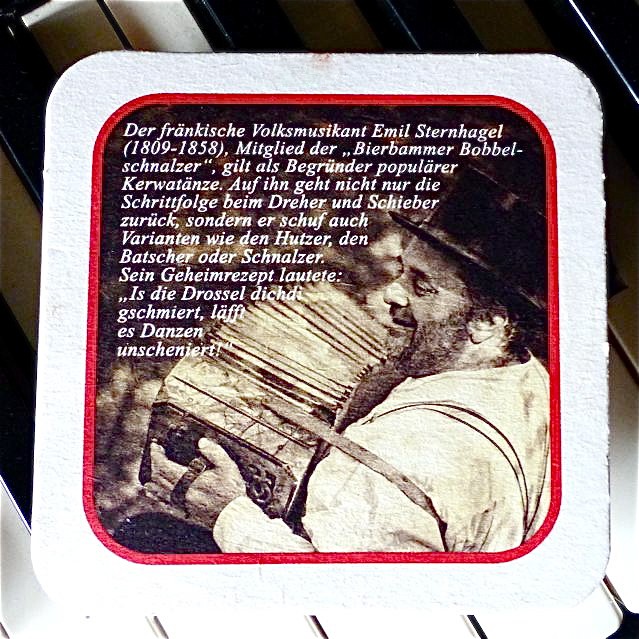 Der fränkische Volksmusikant Emil Sternhagel
(1809-1858), Mitglied der „Bierbammer Bobbel-
schnalzer“, gilt als Begründer populärer
Kerwatänze. Auf ihn geht nicht nur die
Schrittfolge beim Dreher und Schieber
zurück, sondern er schuf auch
Varianten wie den Hutzer, den
Batscher oder Schnalzer.
Sein Geheimrezept lautete:
„Is die Drossel dichdi
gschmiert, läfft
es Danzen
unscheniert!“